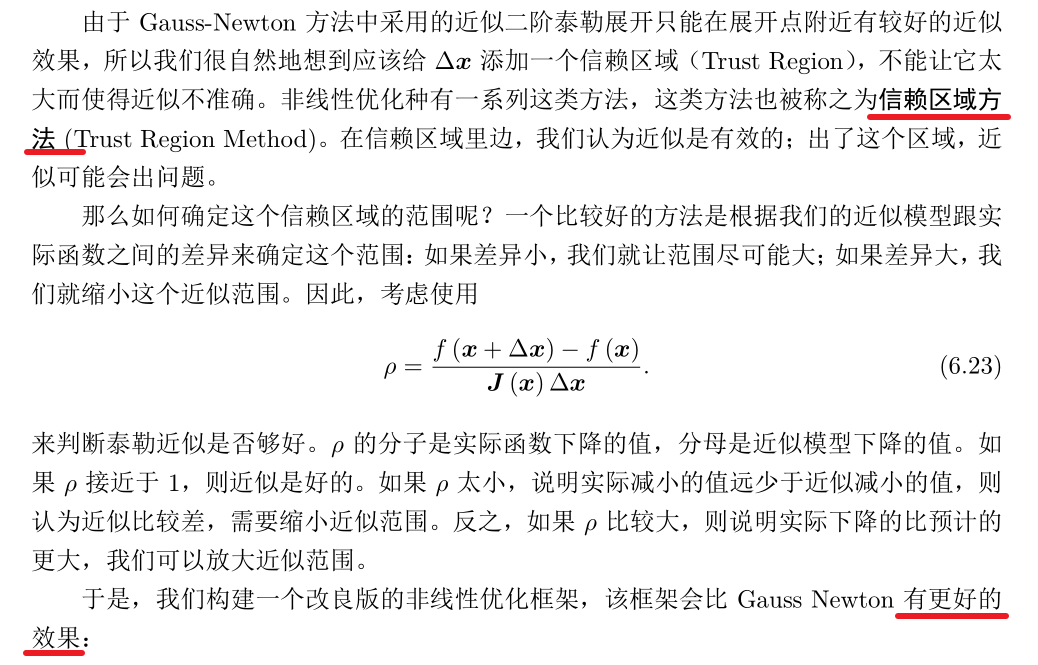 由于 Gauss-Newton 方法中采用的近似二阶泰勒展开只能在展开点附近有较好的近似
效果，所以我们很自然地想到应该给 Δx 添加一个信赖区域（Trust Region），不能让它太
大而使得近似不准确。非线性优化种有一系列这类方法，这类方法也被称之为信赖区域方
法 (Trust Region Method)。在信赖区域里边，我们认为近似是有效的；出了这个区域，近
似可能会出问题。
那么如何确定这个信赖区域的范围呢？一个比较好的方法是根据我们的近似模型跟实
际函数之间的差异来确定这个范围：如果差异小，我们就让范围尽可能大；如果差异大，我
们就缩小这个近似范围。因此，考虑使用
ρ = \frac{f (x + Δx) − f (x)}{J (x) Δx}. (6.23)
来判断泰勒近似是否够好。ρ 的分子是实际函数下降的值，分母是近似模型下降的值。如
果 ρ 接近于 1，则近似是好的。如果 ρ 太小，说明实际减小的值远少于近似减小的值，则
认为近似比较差，需要缩小近似范围。反之，如果 ρ 比较大，则说明实际下降的比预计的
更大，我们可以放大近似范围。
于是，我们构建一个改良版的非线性优化框架，该框架会比 Gauss Newton 有更好的
效果：